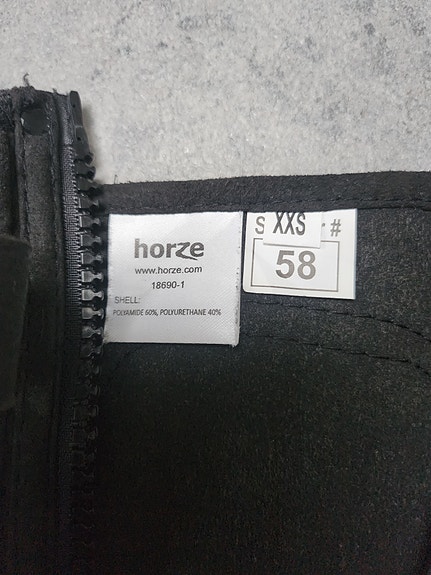 horze
www.horze.com
18690-1
SHELL:
POLYAMIDE 60%, POLYURETHANE 40%
S XXS #
58